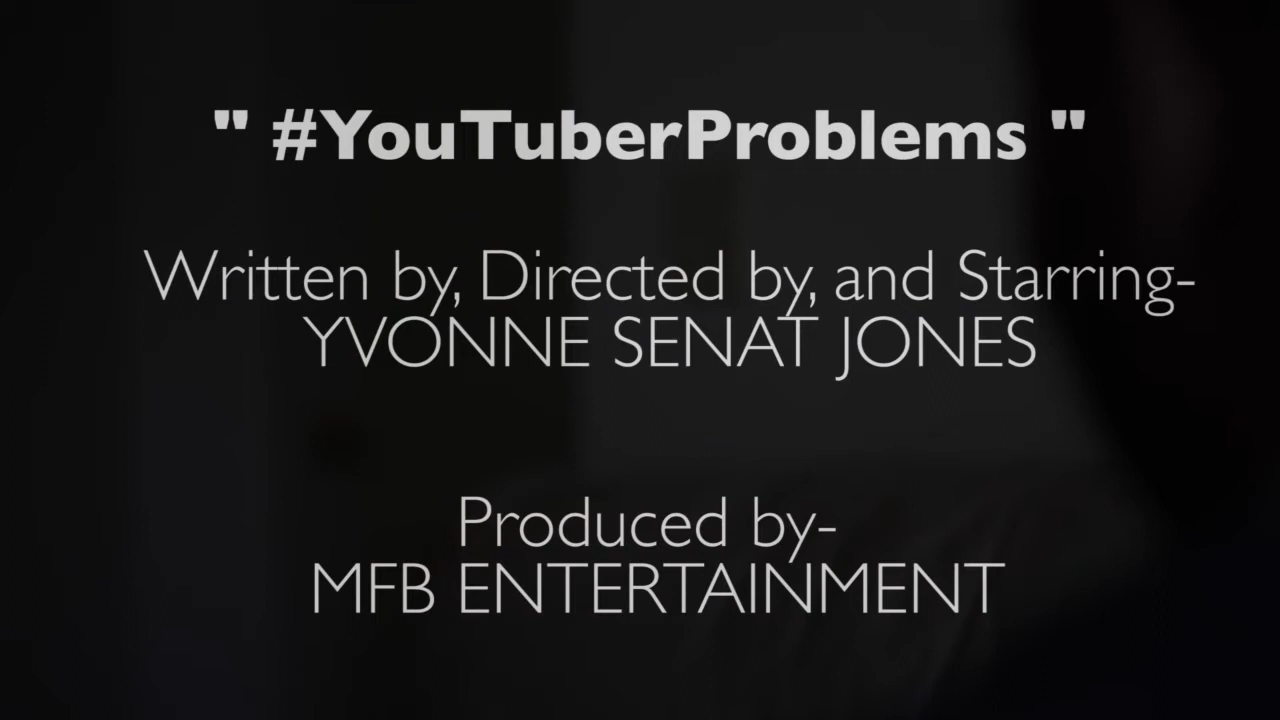 " #YouTuberProblems "
Written by, Directed by, and Starring-
YVONNE SENAT JONES
Produced by-
MFB ENTERTAINMENT